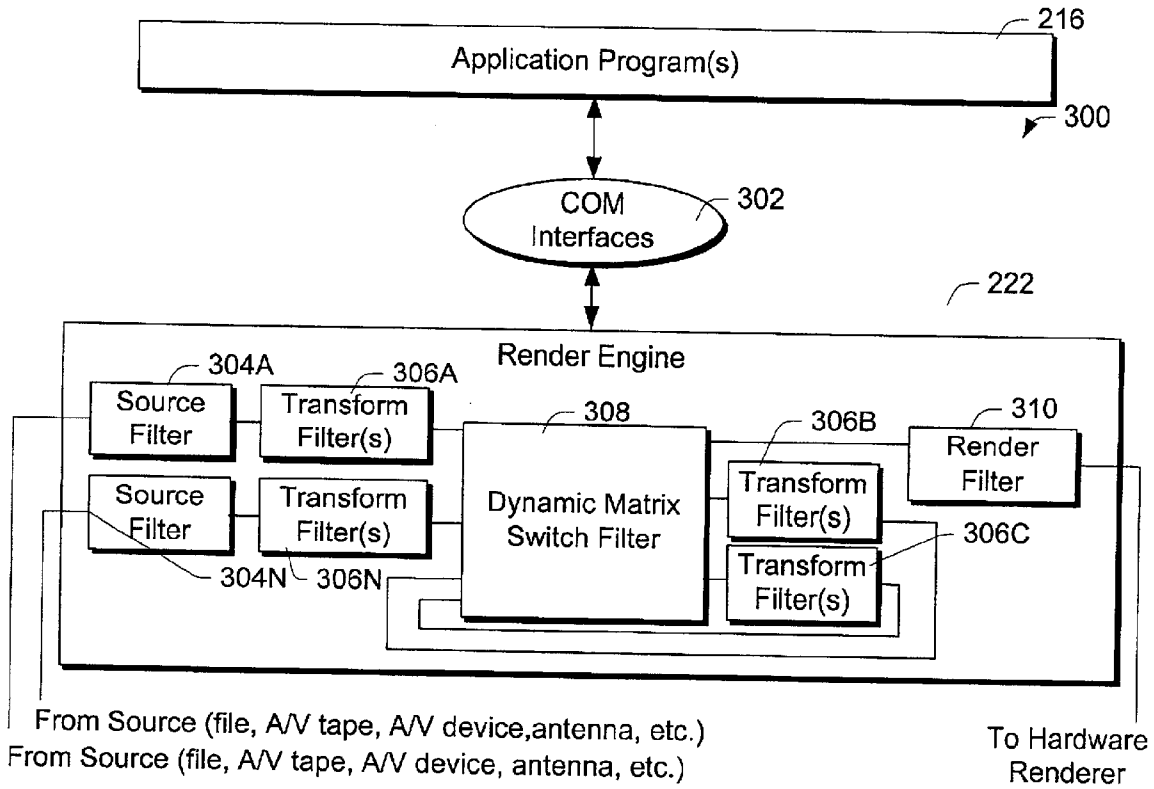 216
Application Program(s)
300
COM
Interfaces
302
222
Render Engine
304A
306A
308
306B
310
Source
Filter
Transform
Filter(s)
Dynamic Matrix
Switch Filter
Render
Filter
Source
Filter
Transform
Filter(s)
Transform
Filter(s)
306C
304N
306N
Transform
Filter(s)
From Source (file, A/V tape, A/V device,antenna, etc.)
From Source (file, A/V tape, A/V device, antenna, etc.)
To Hardware
Renderer